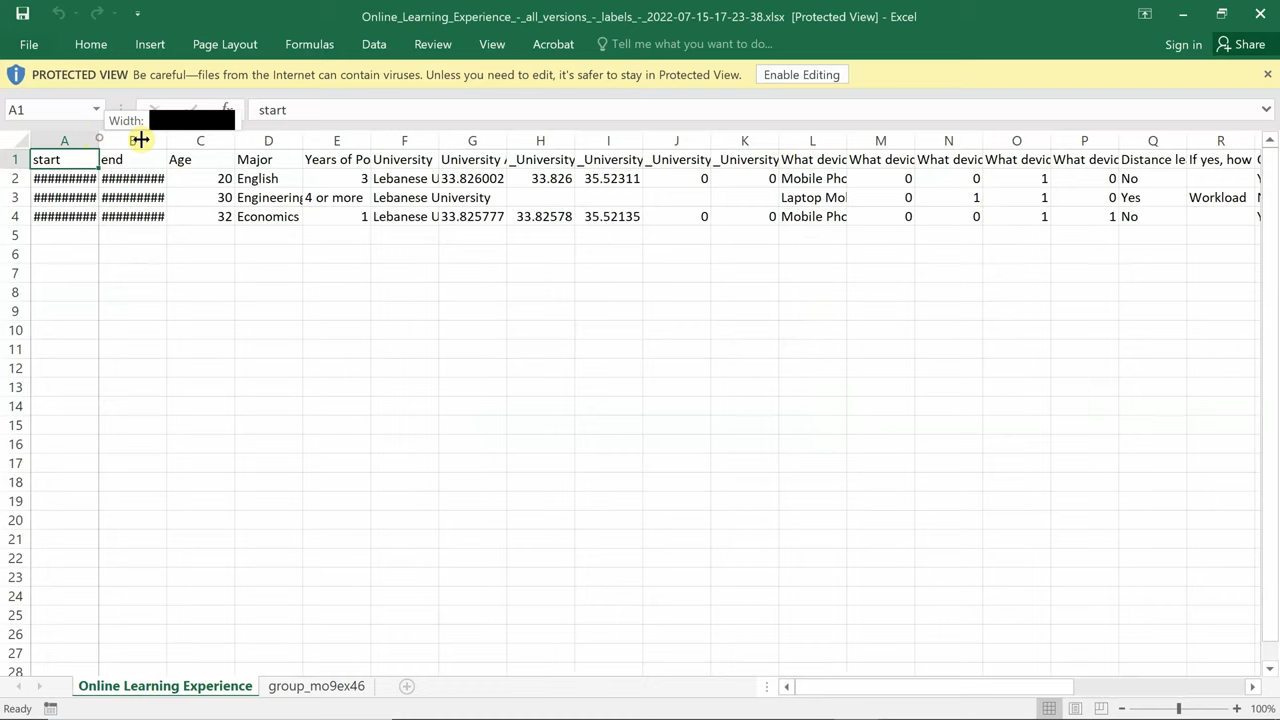 Online_Learning_Experience_-_all_versions_-_labels_-_2022-07-15-17-23-38.xlsx [Protected View] - Excel
File Home Insert Page Layout Formulas Data Review View Acrobat Tell me what you want to do... Sign in Share
PROTECTED VIEW Be careful—files from the Internet can contain viruses. Unless you need to edit, it's safer to stay in Protected View. Enable Editing
A1 start
Width:
A B C D E F G H I J K L M N O P Q R
1 start end Age Major Years of Po University University A _University _University _University _University What devic What devic What devic What devic What devic Distance le If yes, how
2 ######### ######### 20 English 3 Lebanese U 33.826002 33.826 35.52311 0 0 Mobile Pho 0 0 1 0 No
3 ######### ######### 30 Engineering 4 or more Lebanese University Laptop Mol 0 1 1 0 Yes Workload
4 ######### ######### 32 Economics 1 Lebanese U 33.825777 33.82578 35.52135 0 0 Mobile Pho 0 0 1 1 No
5
6
7
8
9
10
11
12
13
14
15
16
17
18
19
20
21
22
23
24
25
26
27
28
Online Learning Experience group_mo9ex46
Ready 100%